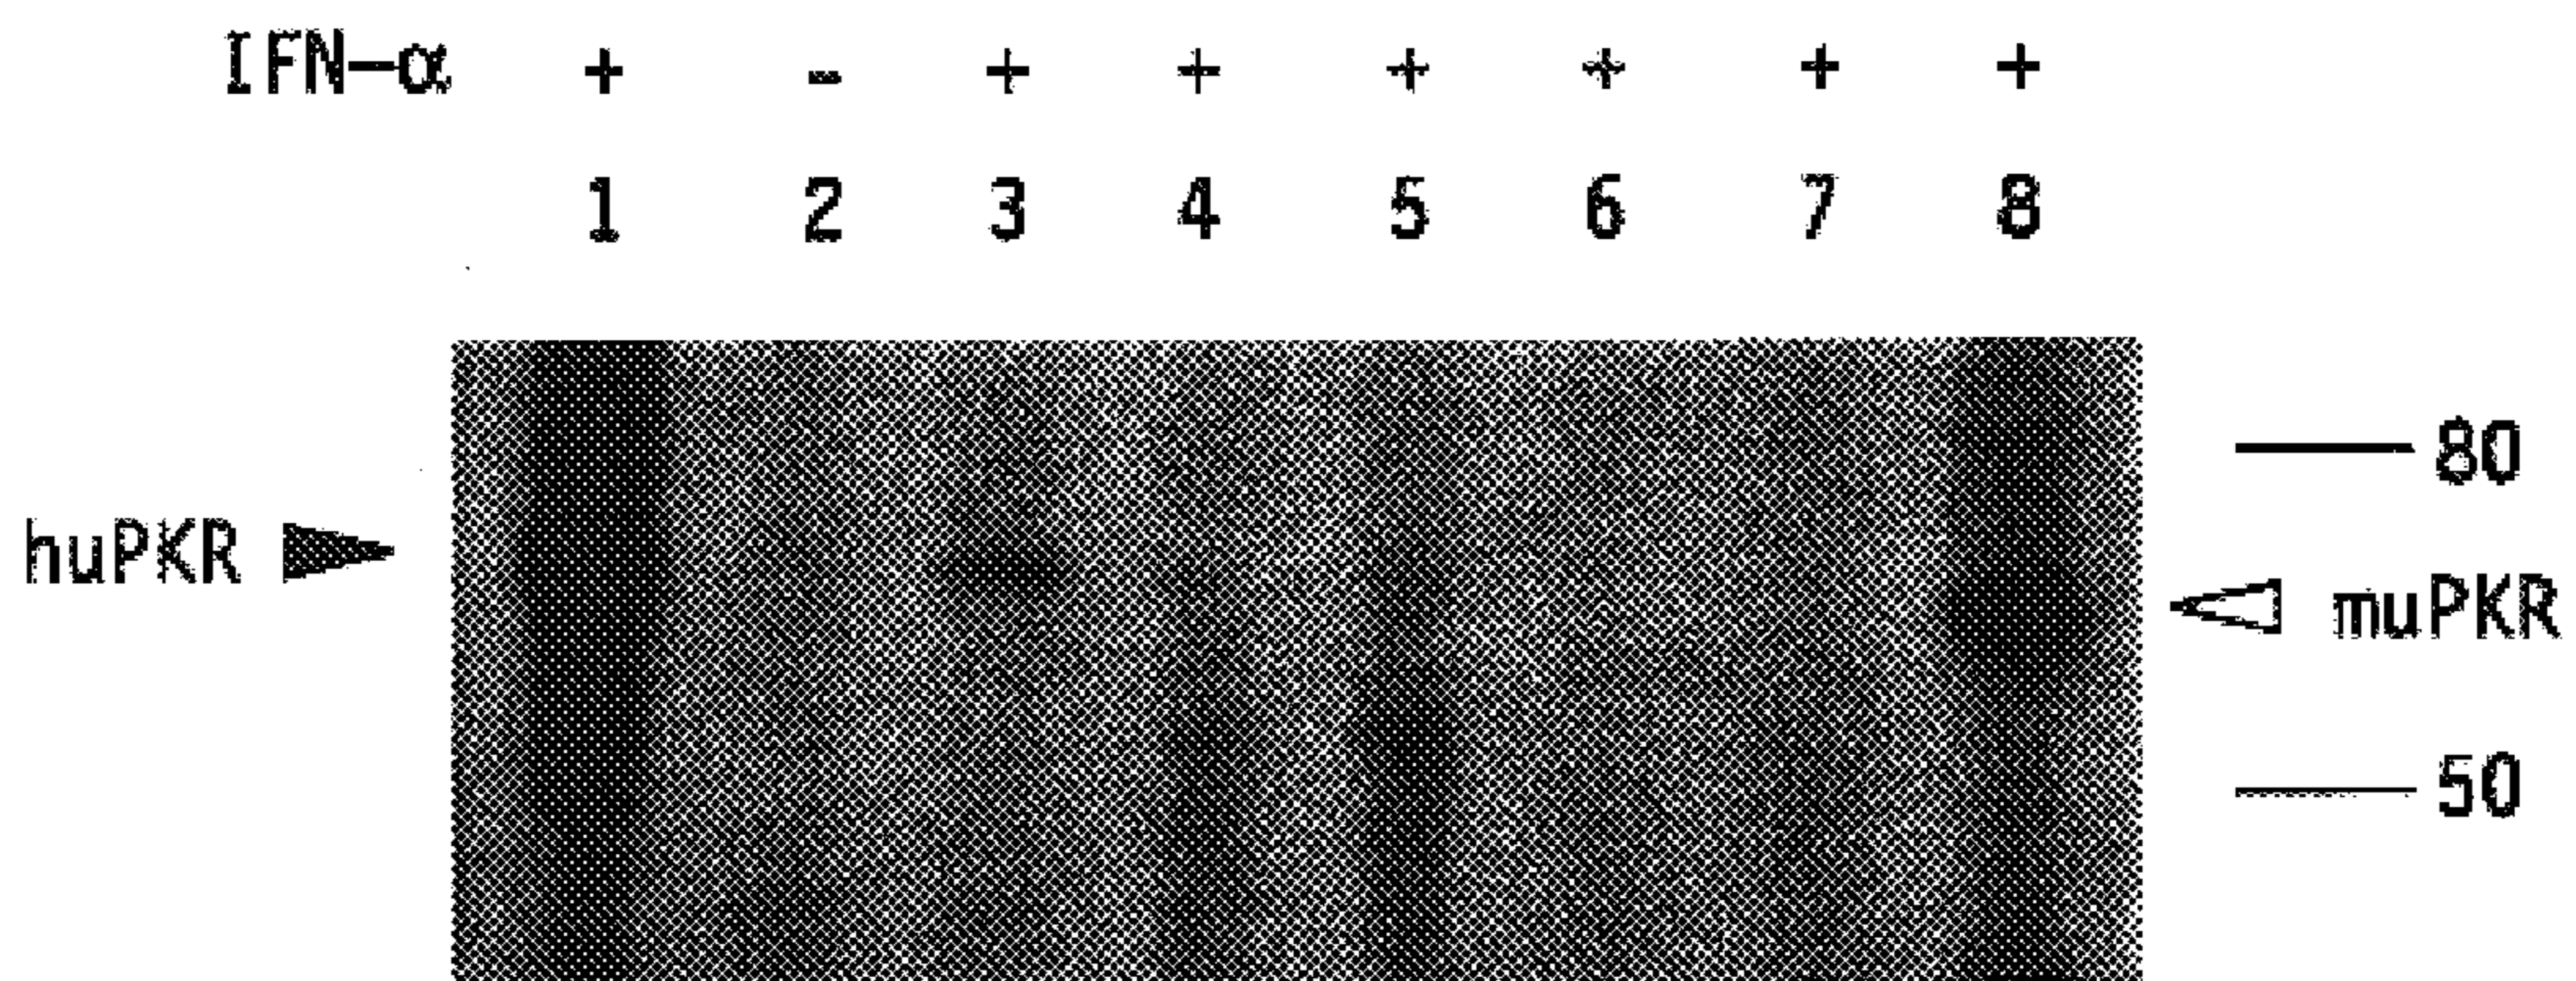 IFN-α + - + + + + + +
1 2 3 4 5 6 7 8
80
huPKR
muPKR
50